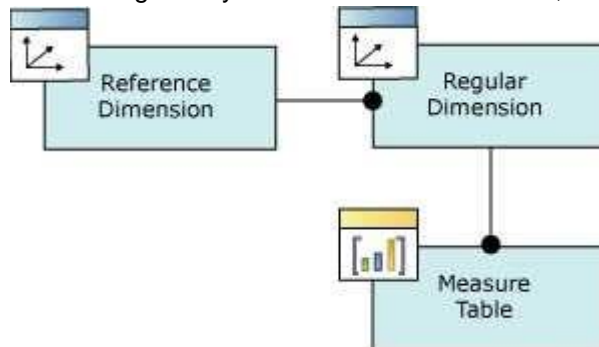 Reference
Dimension
Regular
Dimension
Measure
Table